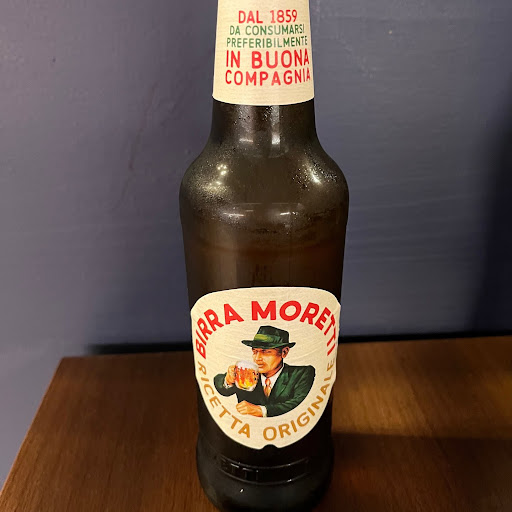 DAL 1859
DA CONSUMARSI
PREFERIBILMENTE
IN BUONA
COMPAGNIA
BIRRA MORETTI
RICETTA ORIGINALE